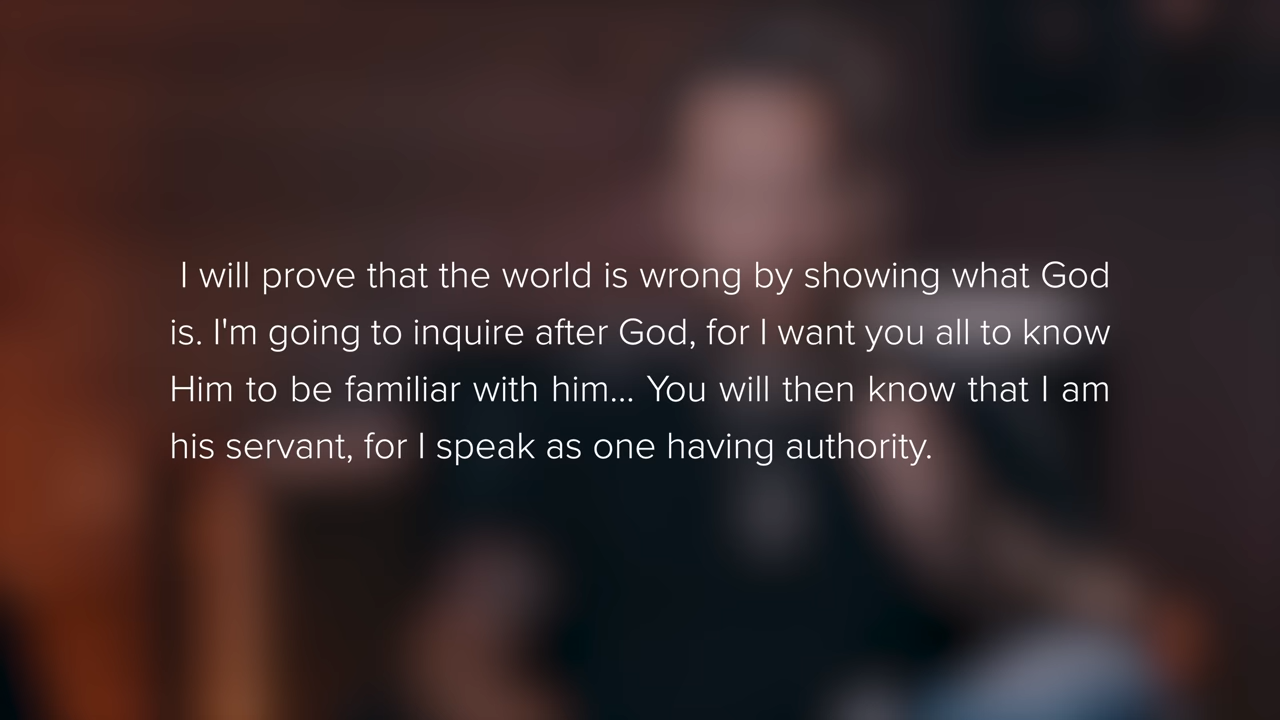 I will prove that the world is wrong by showing what God
is. I'm going to inquire after God, for I want you all to know
Him to be familiar with him... You will then know that I am
his servant, for I speak as one having authority.